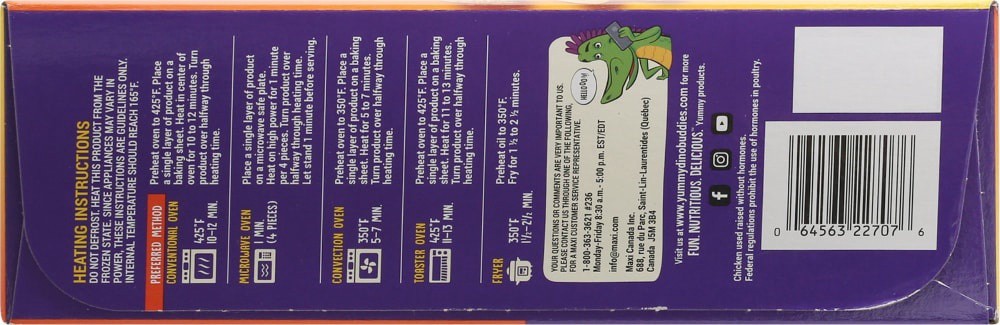 HEATING INSTRUCTIONS
DO NOT DEFROST. HEAT THIS PRODUCT FROM THE
FROZEN STATE. SINCE APPLIANCES MAY VARY IN
POWER, THESE INSTRUCTIONS ARE GUIDELINES ONLY.
INTERNAL TEMPERATURE SHOULD REACH 165°F.
PREFERRED METHOD
CONVENTIONAL OVEN
425°F
10-12 MIN.
Preheat oven to 425°F. Place
a single layer of product on a
baking sheet. Heat in center of
oven for 10 to 12 minutes. Turn
product over halfway through
heating time.
MICROWAVE OVEN
1 MIN.
(4 PIECES)
Place a single layer of product
on a microwave safe plate.
Heat on high power for 1 minute
per 4 pieces. Turn product over
halfway through heating time.
Let stand 1 minute before serving.
CONVECTION OVEN
350°F
5-7 MIN.
Preheat oven to 350°F. Place a
single layer of product on a baking
sheet. Heat for 5 to 7 minutes.
Turn product over halfway through
heating time.
TOASTER OVEN
425°F
11-13 MIN.
Preheat oven to 425°F. Place a
single layer of product on a baking
sheet. Heat for 11 to 13 minutes.
Turn product over halfway through
heating time.
FRYER
350°F
1½-2½ MIN.
Preheat oil to 350°F.
Fry for 1 ½ to 2 ½ minutes.
YOUR QUESTIONS OR COMMENTS ARE VERY IMPORTANT TO US.
PLEASE CONTACT US THROUGH ONE OF THE FOLLOWING,
FOR A MAXI CUSTOMER SERVICE REPRESENTATIVE.
1-800-363-3621 #236
Monday-Friday 8:30 a.m.- 5:00 p.m. EST/EDT
info@maxi.com
Maxi Canada Inc.
688, rue du Parc, Saint-Lin-Laurentides (Québec)
Canada J5M 3B4
Visit us at www.yummydinobuddies.com for more
FUN. NUTRITIOUS. DELICIOUS.™ Yummy products.
Chicken used raised without hormones.
Federal regulations prohibit the use of hormones in poultry.
0 64563 22707 6